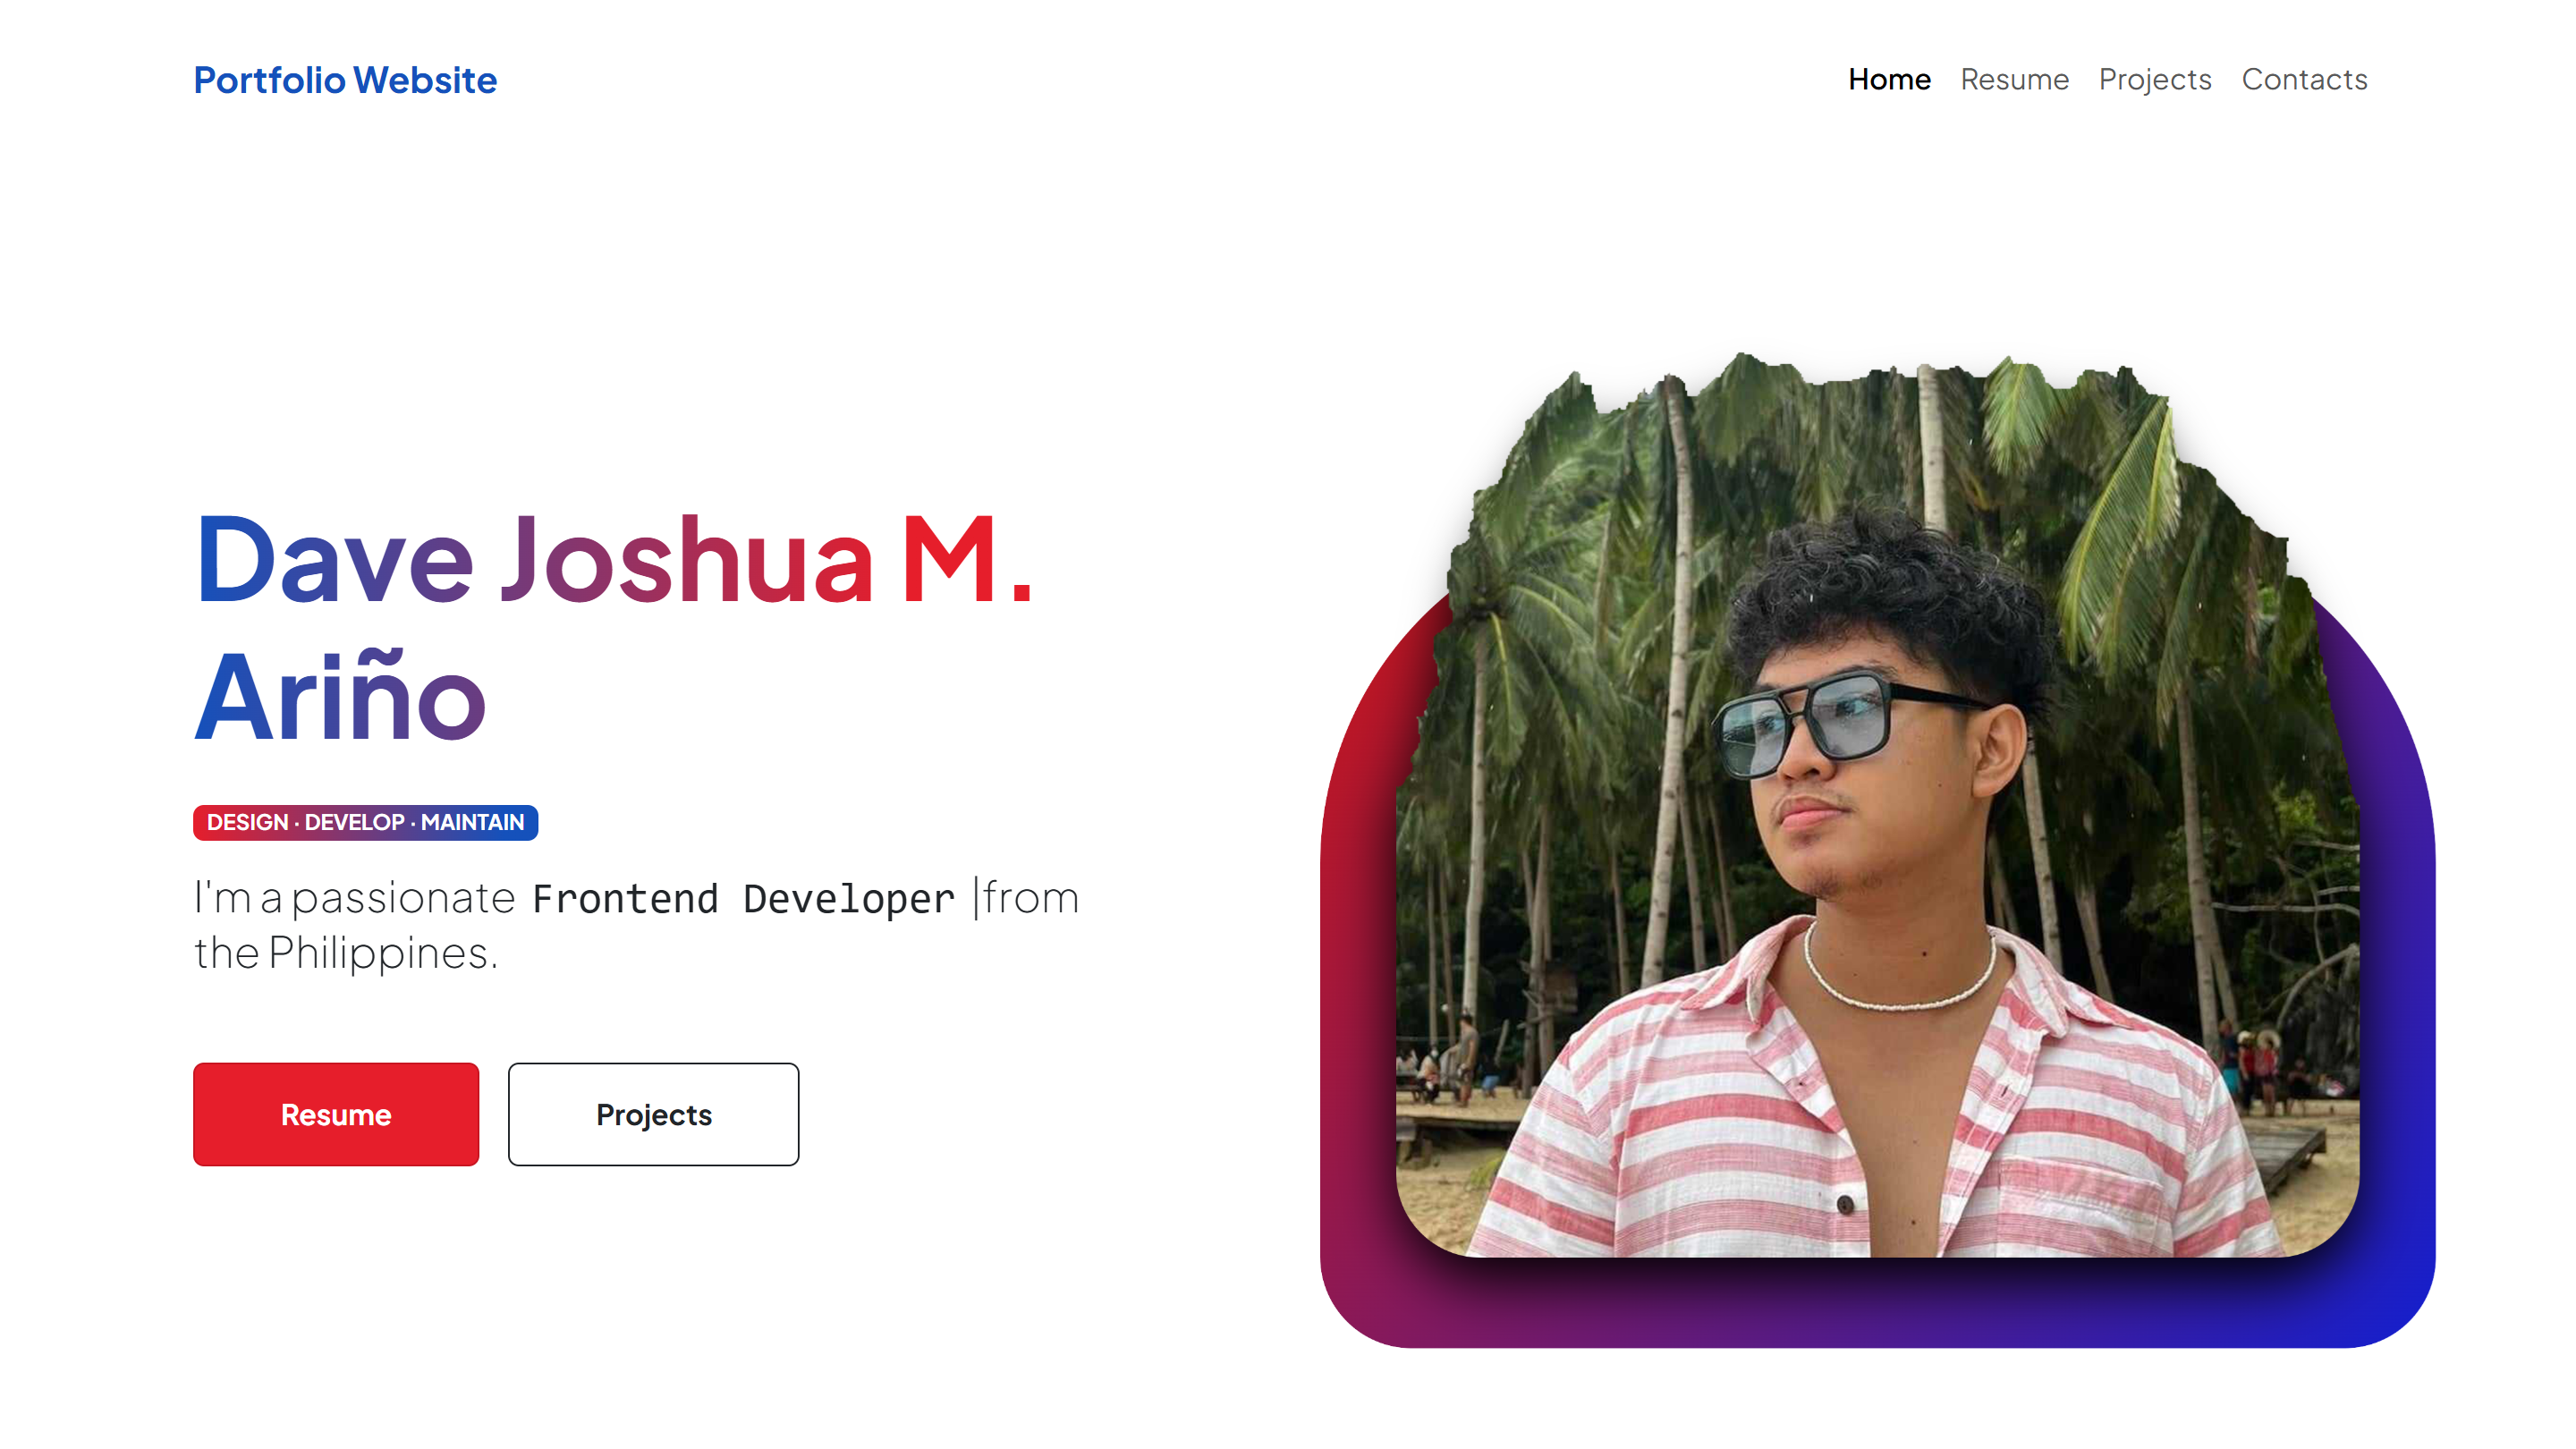 Portfolio Website
Home Resume Projects Contacts
Dave Joshua M.
Ariño
DESIGN · DEVELOP · MAINTAIN
I'm a passionate Frontend Developer |from
the Philippines.
Resume Projects